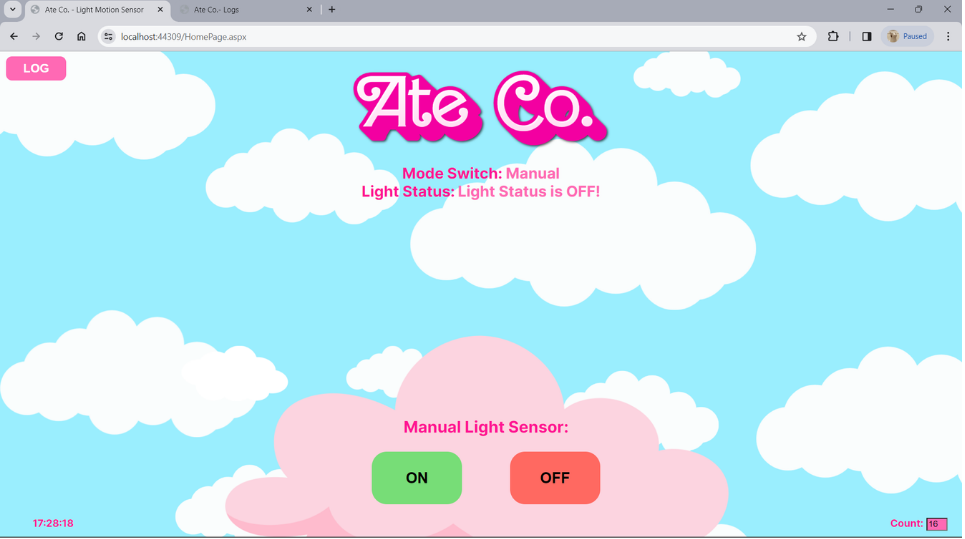 Ate Co. - Light Motion Sensor
Ate Co.- Logs
localhost:44309/HomePage.aspx
Paused
LOG
Ate Co.
Mode Switch: Manual
Light Status: Light Status is OFF!
Manual Light Sensor:
ON
OFF
17:28:18
Count: 16